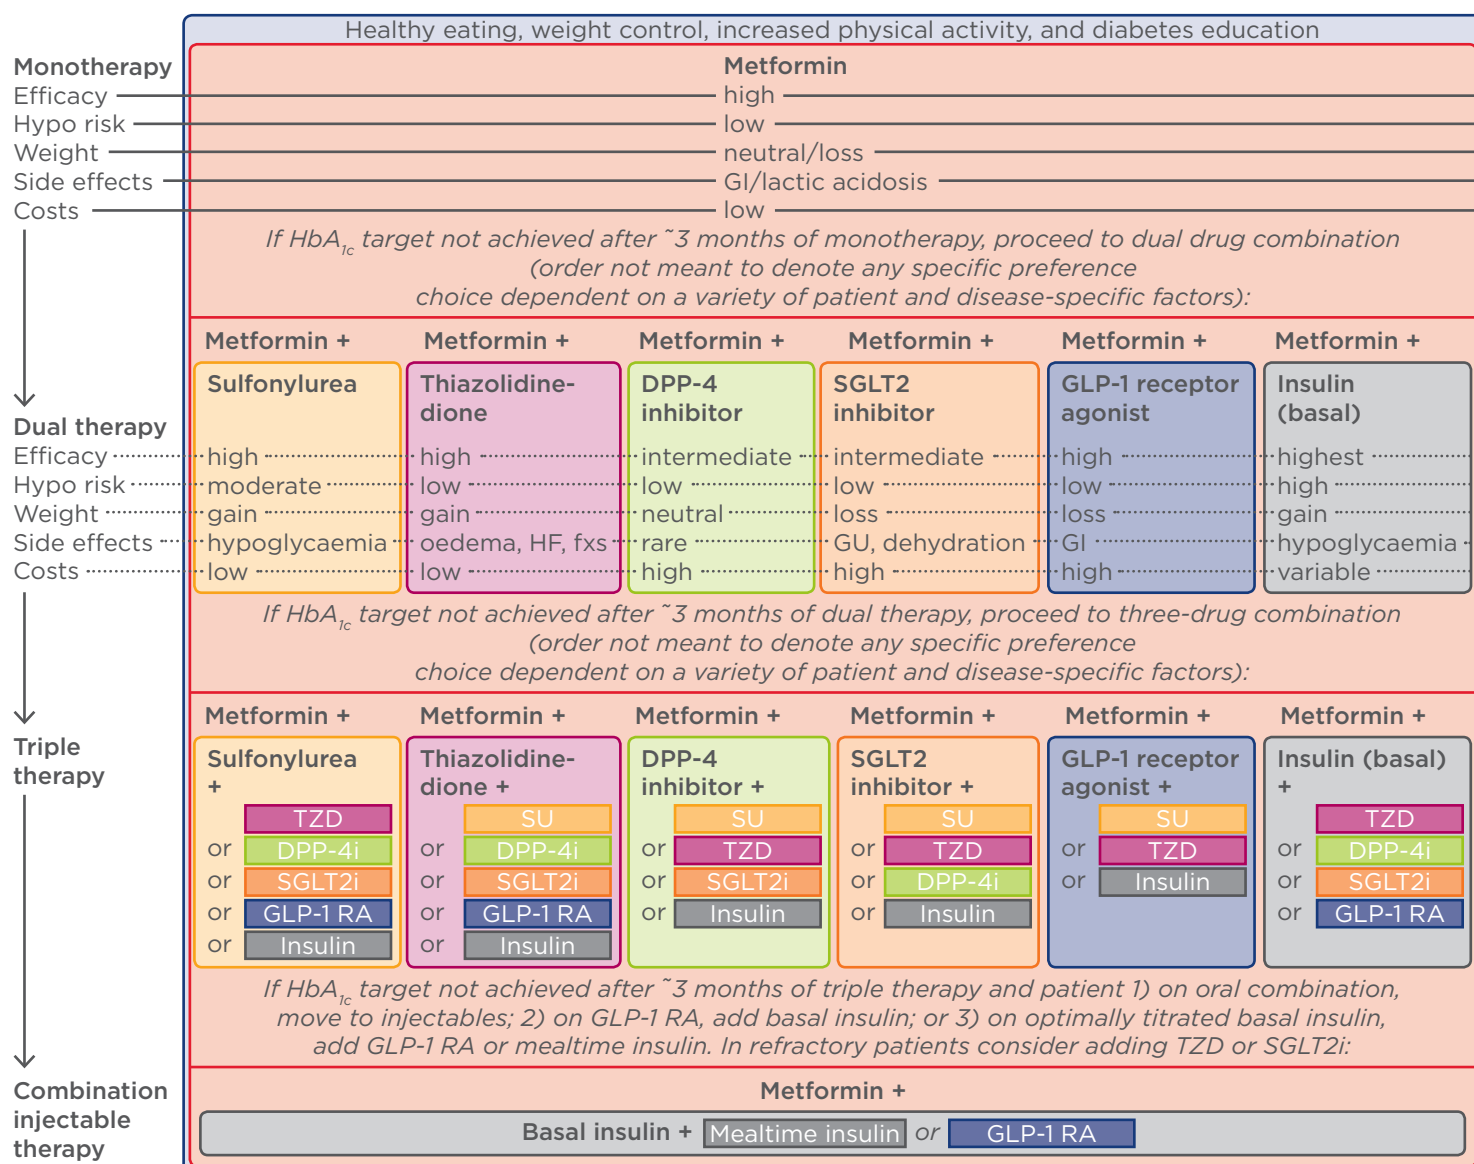 Healthy eating, weight control, increased physical activity, and diabetes education
Monotherapy Metformin
Efficacy high
Hypo risk low
Weight neutral/loss
Side effects GI/lactic acidosis
Costs low
If HbA1c target not achieved after ~3 months of monotherapy, proceed to dual drug combination
(order not meant to denote any specific preference
choice dependent on a variety of patient and disease-specific factors):
Metformin + Metformin + Metformin + Metformin + Metformin + Metformin +
Sulfonylurea Thiazolidine- DPP-4 SGLT2 GLP-1 receptor Insulin
dione inhibitor inhibitor agonist (basal)
Dual therapy
Efficacy high high intermediate intermediate high highest
Hypo risk moderate low low low low high
Weight gain gain neutral loss loss gain
Side effects hypoglycaemia oedema, HF, fxs rare GU, dehydration GI hypoglycaemia
Costs low low high high high variable
If HbA1c target not achieved after ~3 months of dual therapy, proceed to three-drug combination
(order not meant to denote any specific preference
choice dependent on a variety of patient and disease-specific factors):
Metformin + Metformin + Metformin + Metformin + Metformin + Metformin +
Triple Sulfonylurea Thiazolidine- DPP-4 SGLT2 GLP-1 receptor Insulin (basal)
therapy + dione + inhibitor + inhibitor + agonist + +
TZD SU SU SU SU TZD
or DPP-4i or DPP-4i or TZD or TZD or TZD or DPP-4i
or SGLT2i or SGLT2i or SGLT2i or DPP-4i or Insulin or SGLT2i
or GLP-1 RA or GLP-1 RA or Insulin or Insulin or GLP-1 RA
or Insulin or Insulin
If HbA1c target not achieved after ~3 months of triple therapy and patient 1) on oral combination,
move to injectables; 2) on GLP-1 RA, add basal insulin; or 3) on optimally titrated basal insulin,
add GLP-1 RA or mealtime insulin. In refractory patients consider adding TZD or SGLT2i:
Combination Metformin +
injectable
therapy Basal insulin + Mealtime insulin or GLP-1 RA